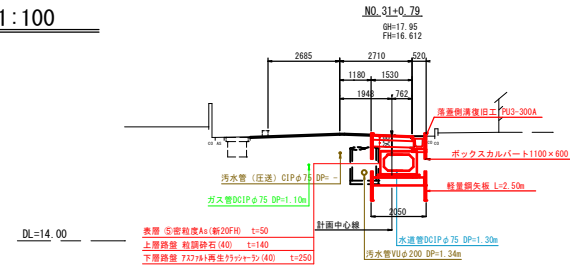 1:100
NO.31+0.79
GH=17.95
FH=16.612
2685
2710
520
1180
1530
1948
762
落蓋側溝復旧工 PU3-300A
ボックスカルバート1100×600
汚水管（圧送）CIPφ75 DP= -
ガス管DCIPφ75 DP=1.10m
軽量鋼矢板 L=2.50m
2050
計画中心線
DL=14.00
表層 ⑤密粒度As(新20FH) t=50
上層路盤 粒調砕石(40) t=140
下層路盤 アスファルト再生クラッシャーラン(40) t=250
水道管DCIPφ75 DP=1.30m
汚水管VUφ200 DP=1.34m